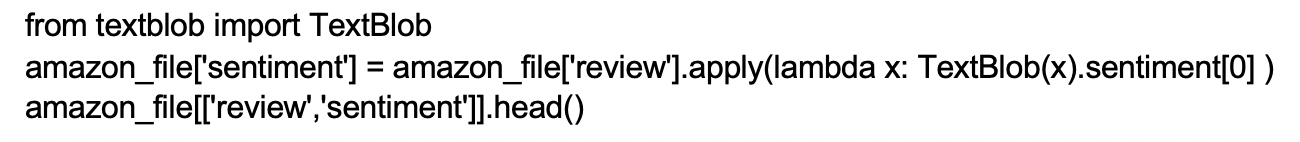 from textblob import TextBlob
amazon_file['sentiment'] = amazon_file['review'].apply(lambda x: TextBlob(x).sentiment[0] )
amazon_file[['review','sentiment']].head()